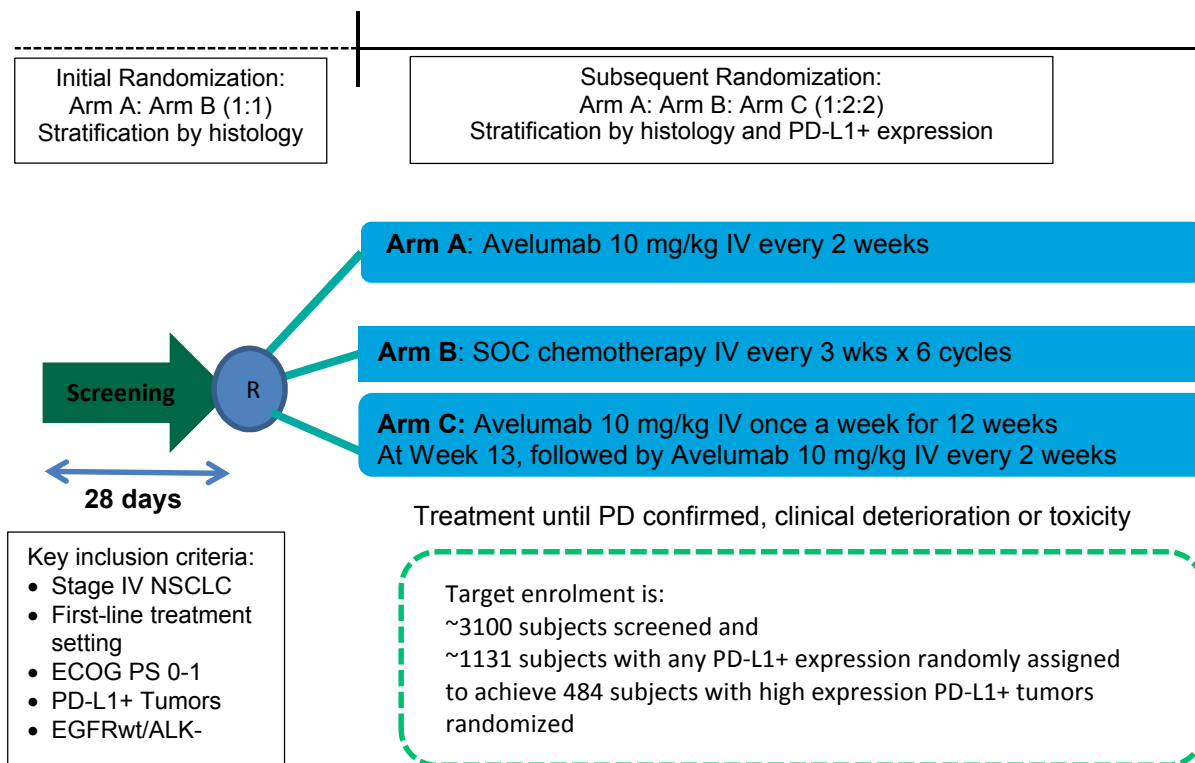 Initial Randomization:
Arm A: Arm B (1:1)
Stratification by histology
Subsequent Randomization:
Arm A: Arm B: Arm C (1:2:2)
Stratification by histology and PD-L1+ expression
Arm A: Avelumab 10 mg/kg IV every 2 weeks
Arm B: SOC chemotherapy IV every 3 wks x 6 cycles
Arm C: Avelumab 10 mg/kg IV once a week for 12 weeks
At Week 13, followed by Avelumab 10 mg/kg IV every 2 weeks
Screening
R
28 days
Treatment until PD confirmed, clinical deterioration or toxicity
Key inclusion criteria:
• Stage IV NSCLC
• First-line treatment
setting
• ECOG PS 0-1
• PD-L1+ Tumors
• EGFRwt/ALK-
Target enrolment is:
~3100 subjects screened and
~1131 subjects with any PD-L1+ expression randomly assigned
to achieve 484 subjects with high expression PD-L1+ tumors
randomized